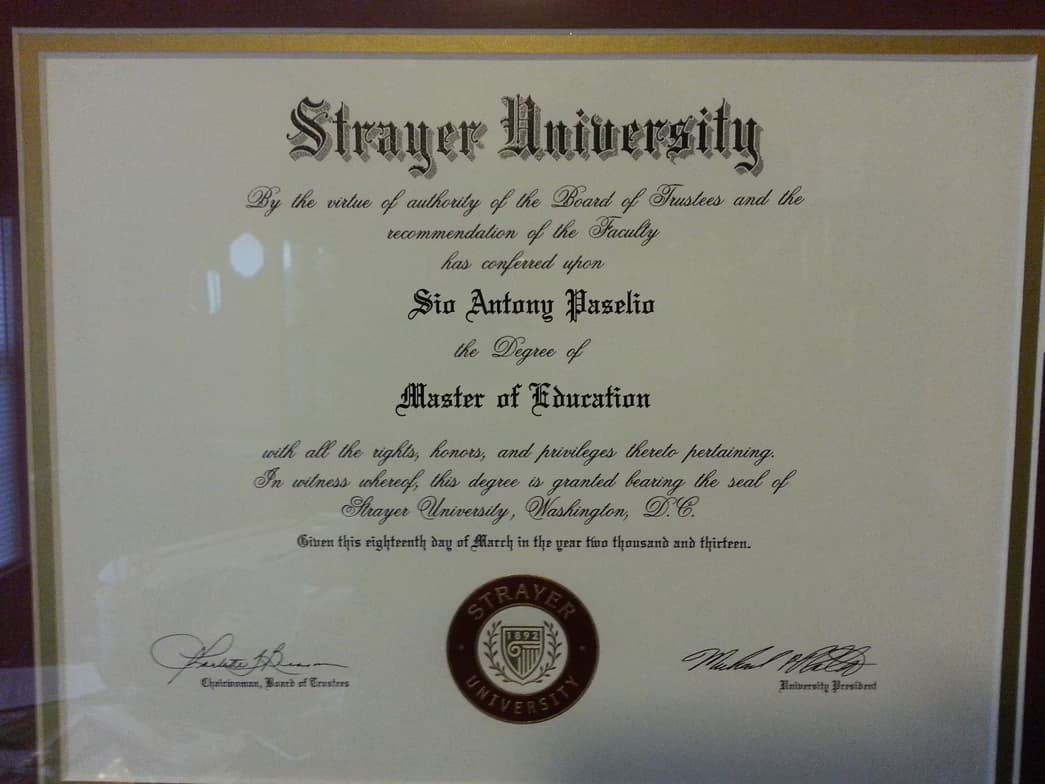 Strayer University
By the virtue of authority of the Board of Trustees and the
recommendation of the Faculty
has conferred upon
Sio Antony Paselio
the Degree of
Master of Education
with all the rights, honors, and privileges thereto pertaining.
In witness whereof, this degree is granted bearing the seal of
Strayer University, Washington, D.C.
Given this eighteenth day of March in the year two thousand and thirteen.
STRAYER
1892
UNIVERSITY
Chairwoman, Board of Trustees
University President